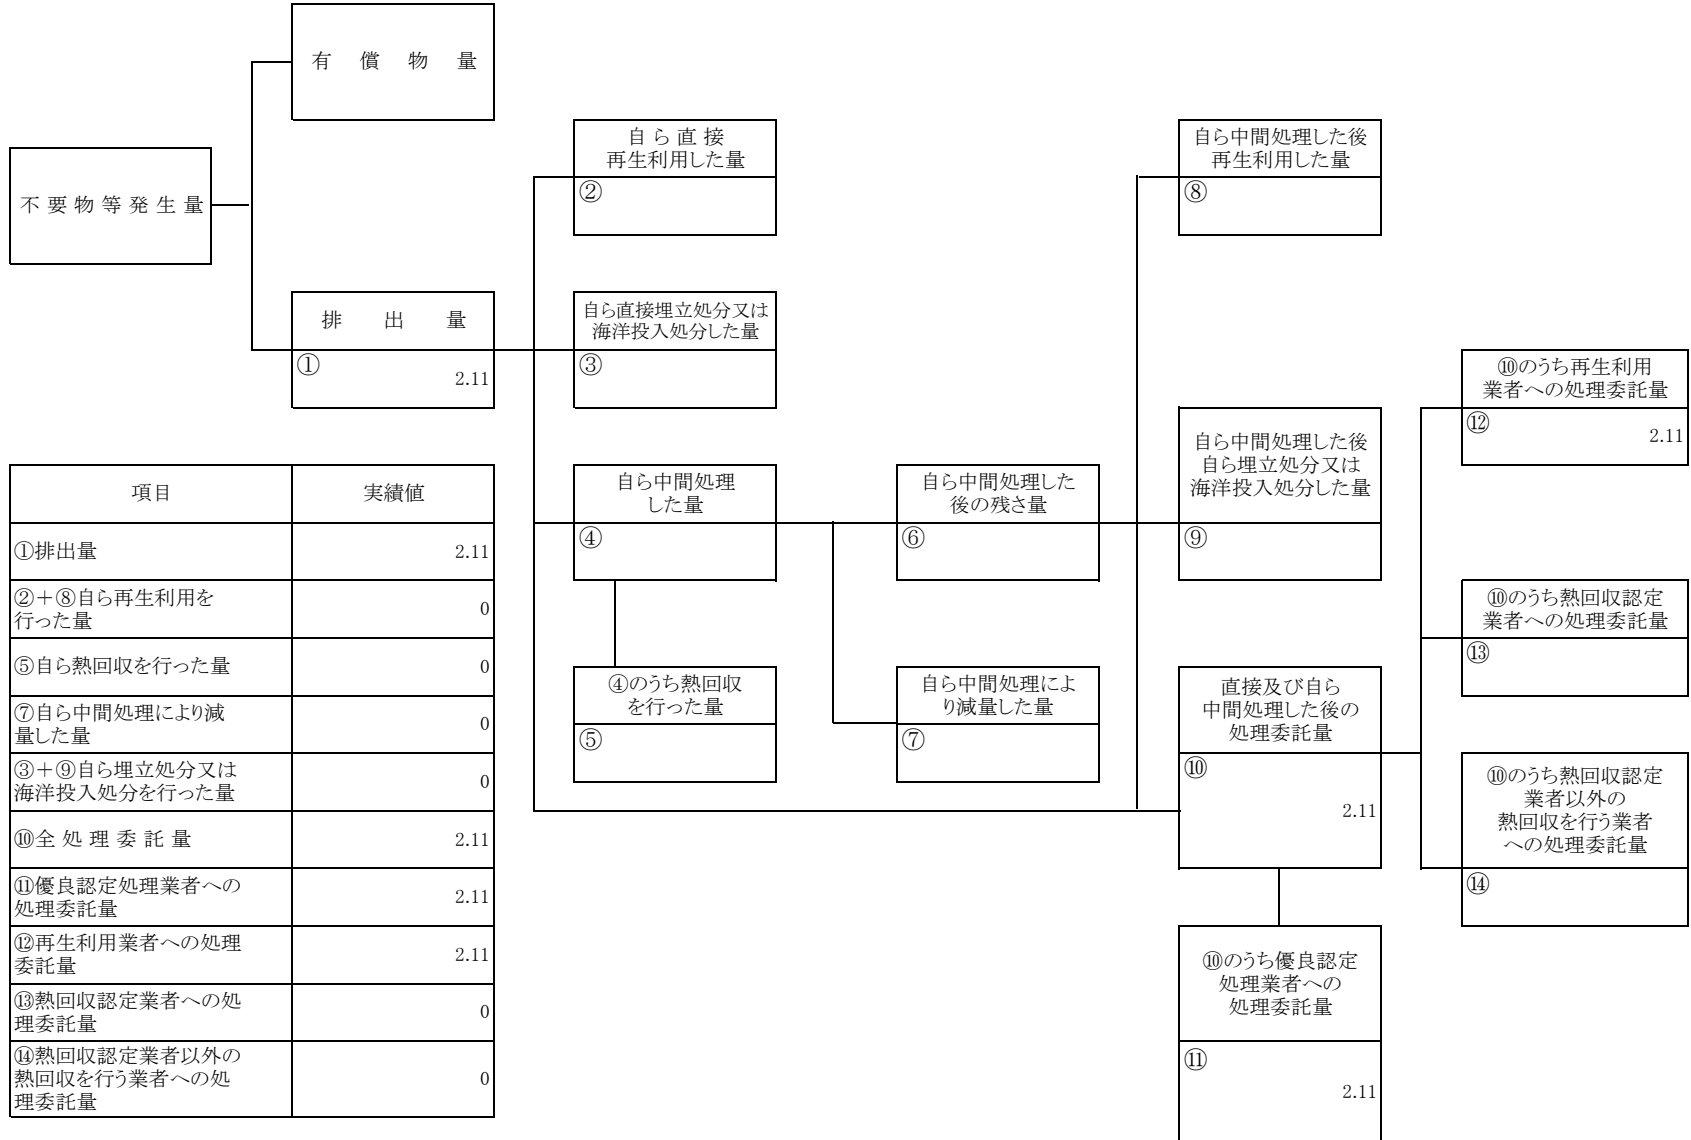 有償物量
不要物等発生量
排出量
①
2.11
自ら直接
再生利用した量
②
自ら直接埋立処分又は
海洋投入処分した量
③
自ら中間処理
した量
④
④のうち熱回収
を行った量
⑤
自ら中間処理した
後の残さ量
⑥
自ら中間処理によ
り減量した量
⑦
自ら中間処理した後
再生利用した量
⑧
自ら中間処理した後
自ら埋立処分又は
海洋投入処分した量
⑨
直接及び自ら
中間処理した後の
処理委託量
⑩
2.11
⑩のうち優良認定
処理業者への
処理委託量
⑪
2.11
⑩のうち再生利用
業者への処理委託量
⑫
2.11
⑩のうち熱回収認定
業者への処理委託量
⑬
⑩のうち熱回収認定
業者以外の
熱回収を行う業者
への処理委託量
⑭
項目 実績値
①排出量 2.11
②+⑧自ら再生利用を
行った量 0
⑤自ら熱回収を行った量 0
⑦自ら中間処理により減
量した量 0
③+⑨自ら埋立処分又は
海洋投入処分を行った量 0
⑩全処理委託量 2.11
⑪優良認定処理業者への
処理委託量 2.11
⑫再生利用業者への処理
委託量 2.11
⑬熱回収認定業者への処
理委託量 0
⑭熱回収認定業者以外の
熱回収を行う業者への処
理委託量 0